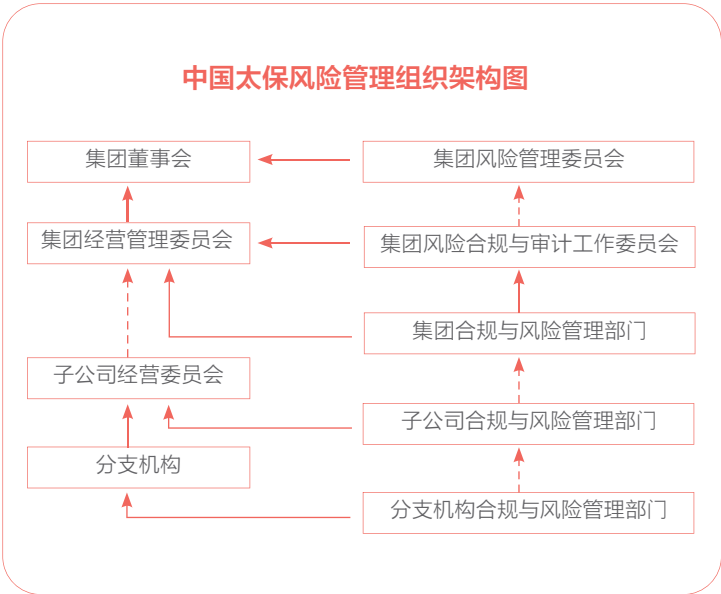 中国太保风险管理组织架构图
集团董事会
集团风险管理委员会
集团经营管理委员会
集团风险合规与审计工作委员会
集团合规与风险管理部门
子公司经营委员会
子公司合规与风险管理部门
分支机构
分支机构合规与风险管理部门